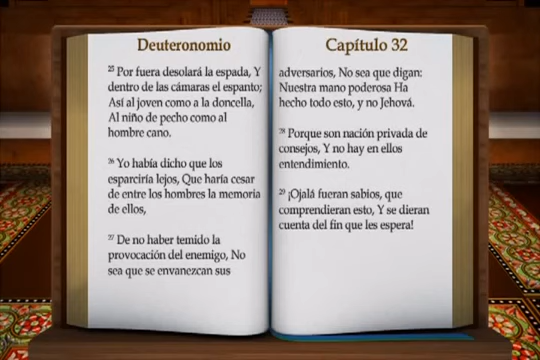 Deuteronomio
²⁵ Por fuera desolará la espada, Y
dentro de las cámaras el espanto;
Así al joven como a la doncella,
Al niño de pecho como al
hombre cano.
²⁶ Yo había dicho que los
esparciría lejos, Que haría cesar
de entre los hombres la memoria
de ellos,
²⁷ De no haber temido la
provocación del enemigo, No
sea que se envanezcan sus
Capítulo 32
adversarios, No sea que digan:
Nuestra mano poderosa Ha
hecho todo esto, y no Jehová.
²⁸ Porque son nación privada de
consejos, Y no hay en ellos
entendimiento.
²⁹ ¡Ojalá fueran sabios, que
comprendieran esto, Y se dieran
cuenta del fin que les espera!